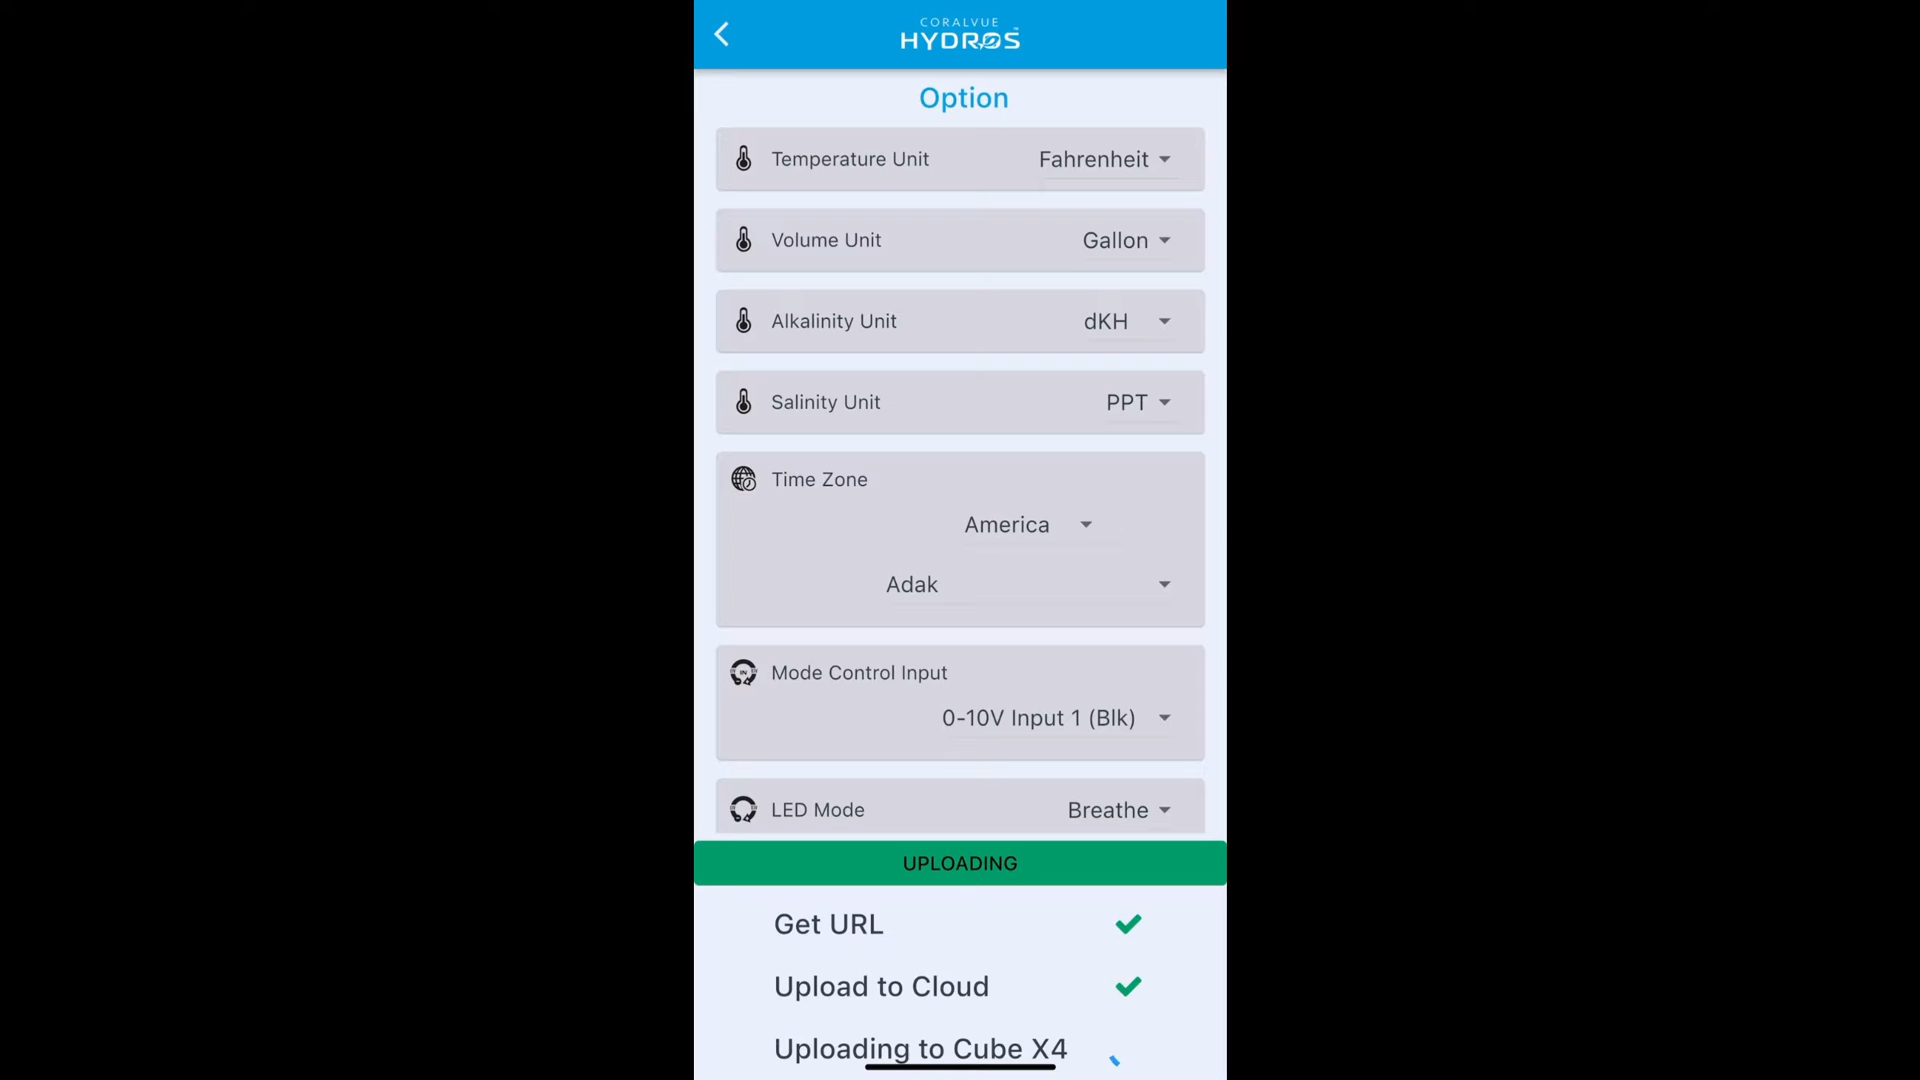 CORALVUE
HYDROS
Option
Temperature Unit Fahrenheit
Volume Unit Gallon
Alkalinity Unit dKH
Salinity Unit PPT
Time Zone
America
Adak
Mode Control Input
0-10V Input 1 (Blk)
LED Mode Breathe
UPLOADING
Get URL
Upload to Cloud
Uploading to Cube X4